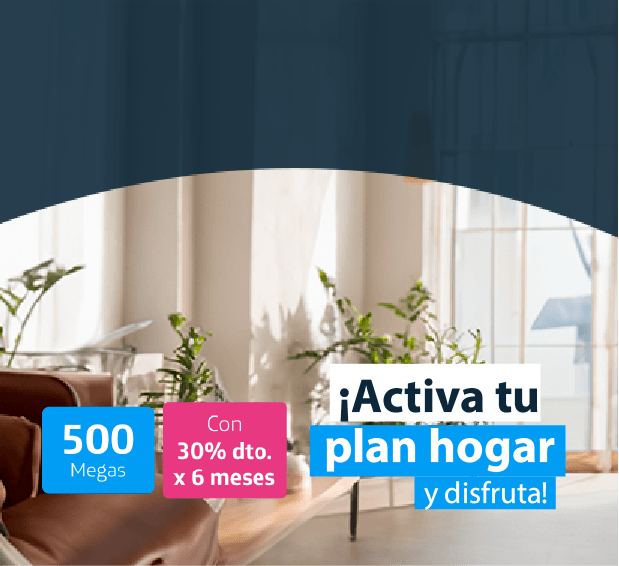 500
Megas
Con
30% dto.
x 6 meses
¡Activa tu
plan hogar
y disfruta!